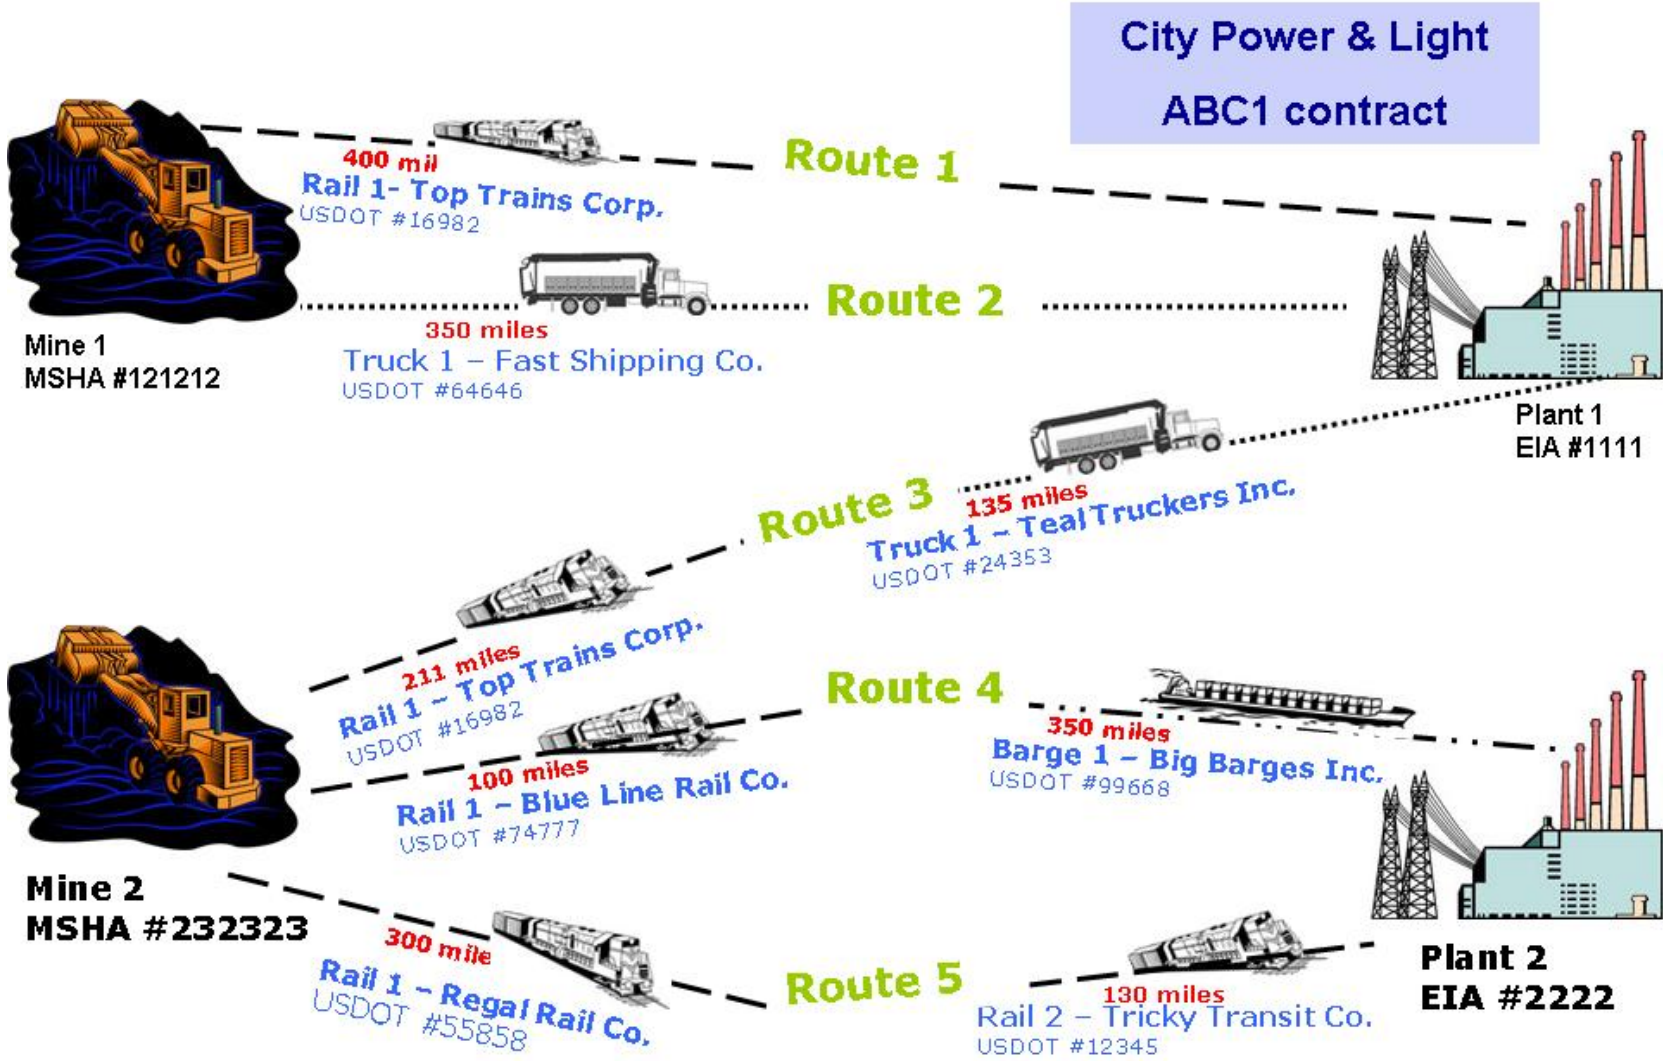 City Power & Light
ABC1 contract
Route 1
400 mil
Rail 1- Top Trains Corp.
USDOT #16982
Route 2
350 miles
Truck 1 – Fast Shipping Co.
USDOT #64646
Mine 1
MSHA #121212
Plant 1
EIA #1111
Route 3
135 miles
Truck 1 – Teal Truckers Inc.
USDOT #24353
211 miles
Rail 1 – Top Trains Corp.
USDOT #16982
Route 4
100 miles
Rail 1 – Blue Line Rail Co.
USDOT #74777
350 miles
Barge 1 – Big Barges Inc.
USDOT #99668
Mine 2
MSHA #232323
Plant 2
EIA #2222
300 mile
Rail 1 – Regal Rail Co.
USDOT #55858
Route 5
130 miles
Rail 2 – Tricky Transit Co.
USDOT #12345